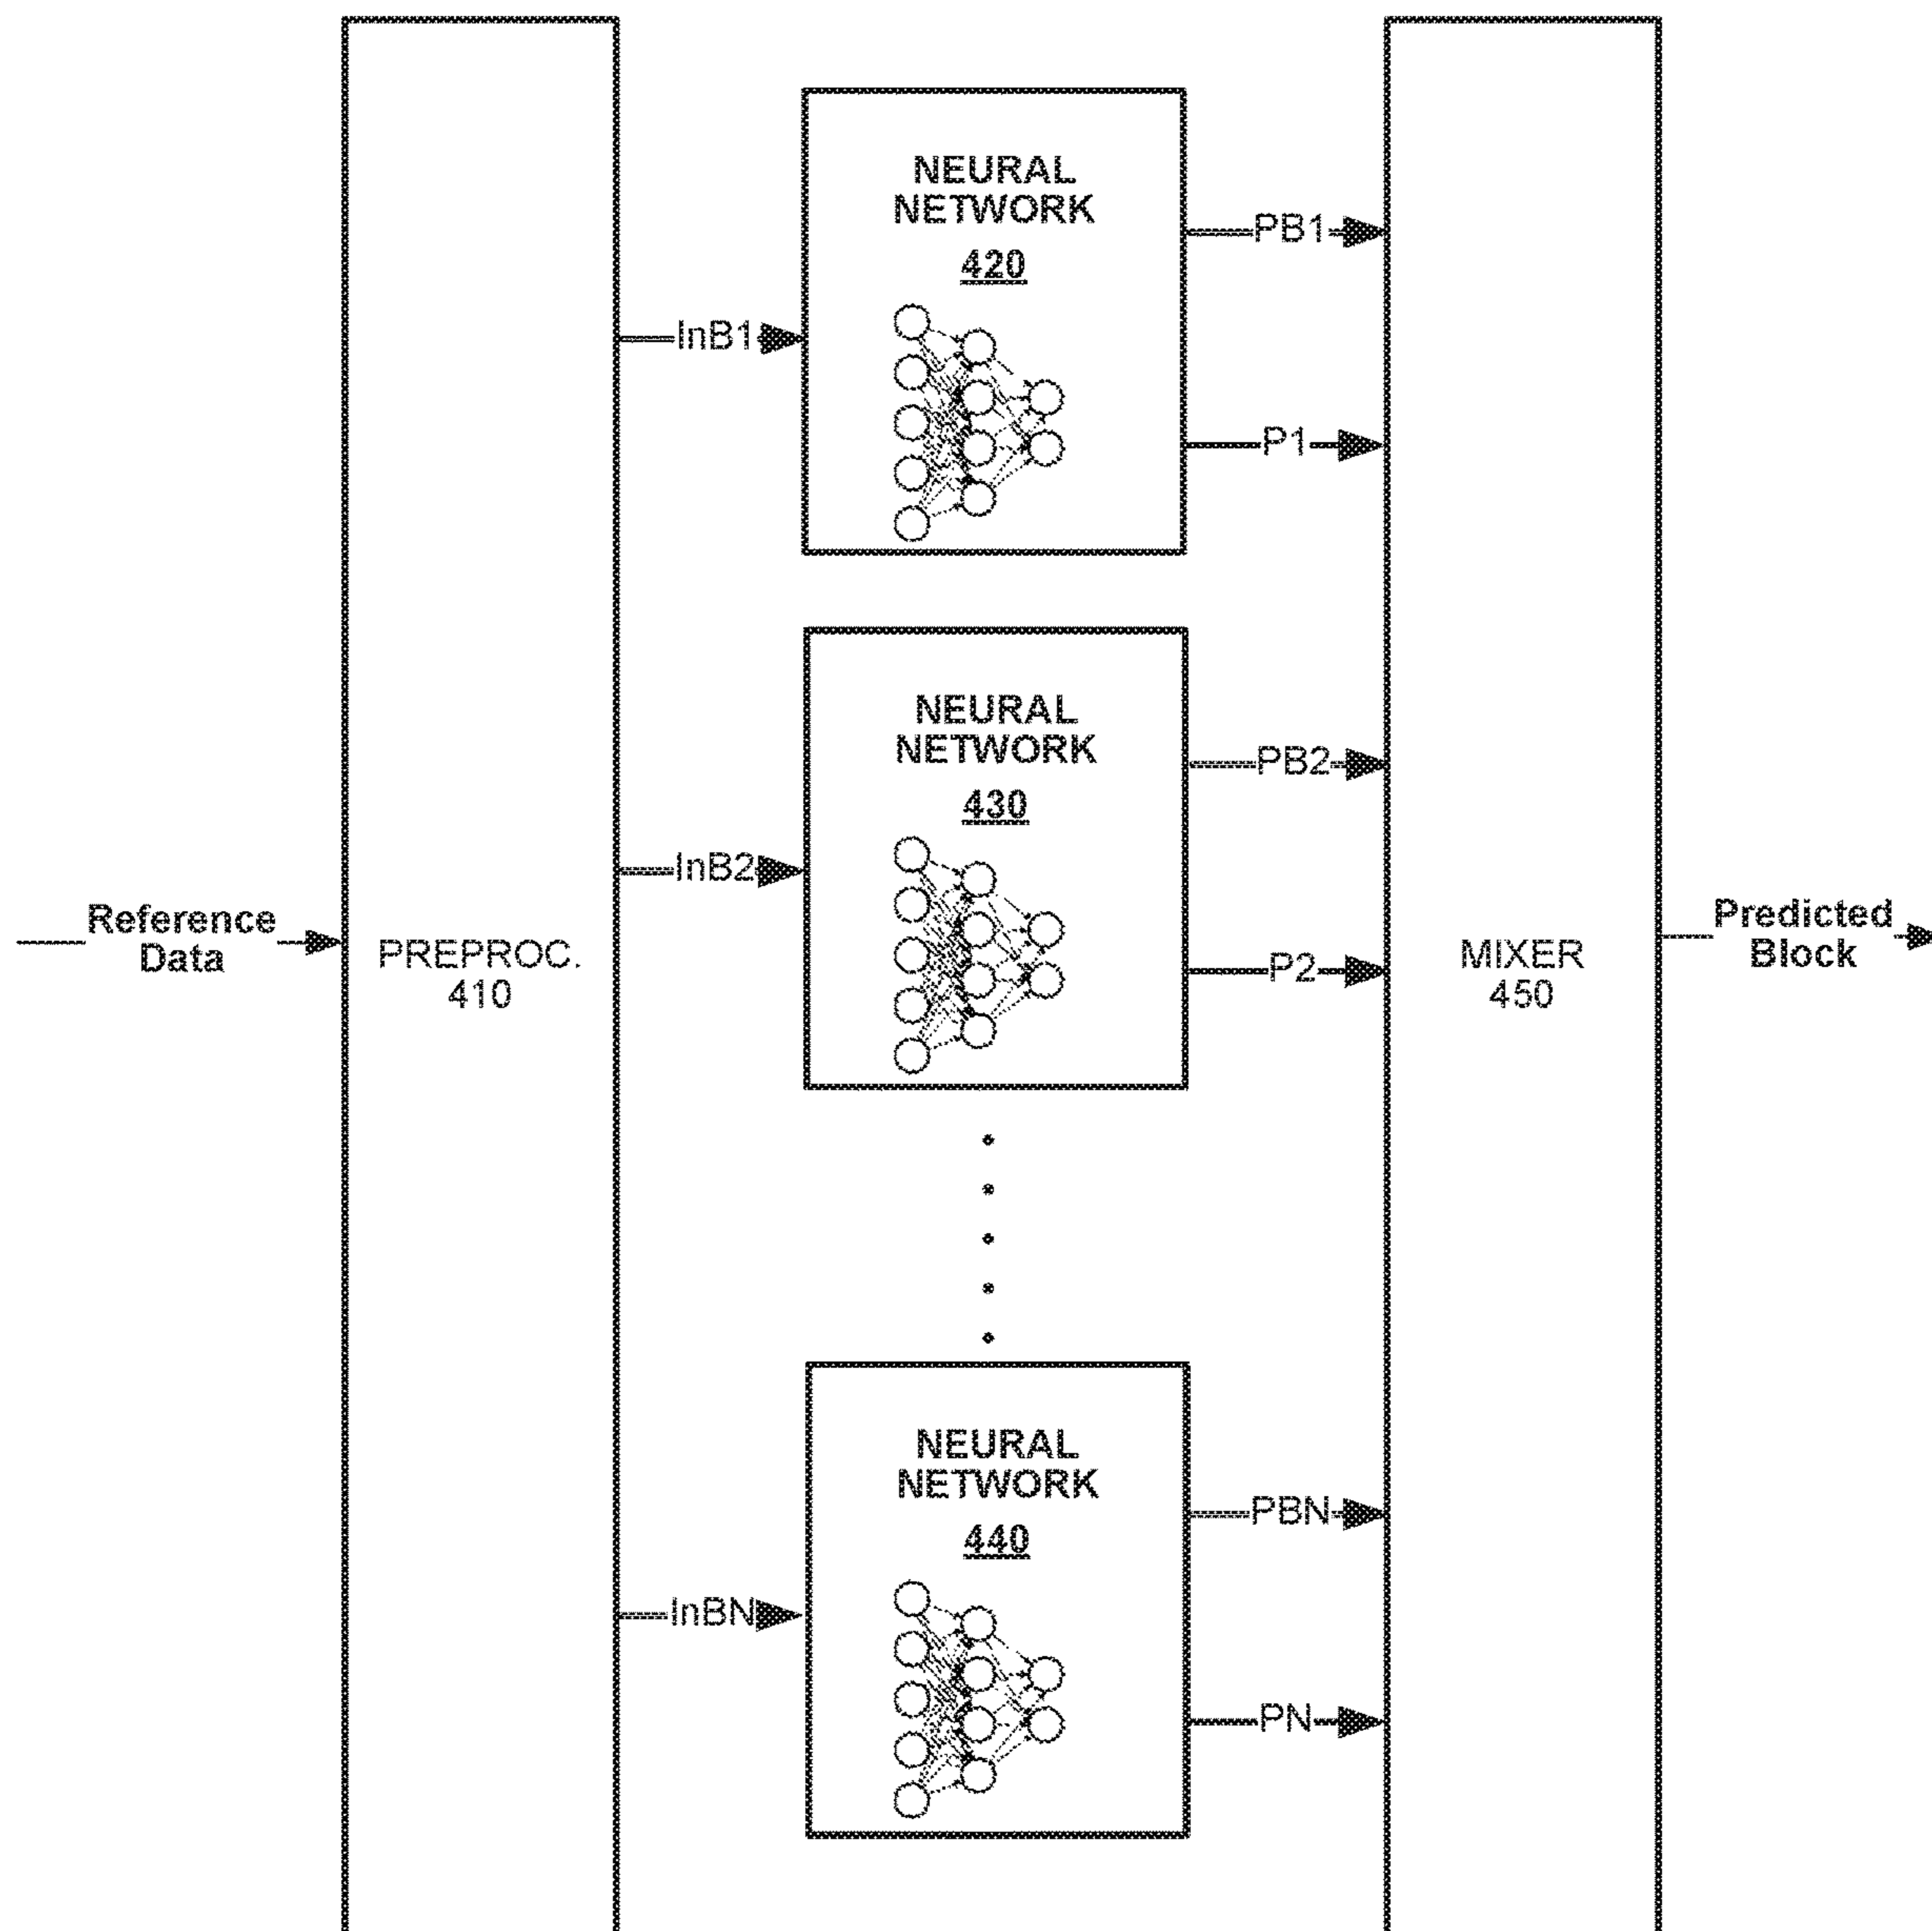 Reference
Data
PREPROC.
410
InB1
NEURAL
NETWORK
420
PB1
P1
InB2
NEURAL
NETWORK
430
PB2
P2
InBN
NEURAL
NETWORK
440
PBN
PN
MIXER
450
Predicted
Block